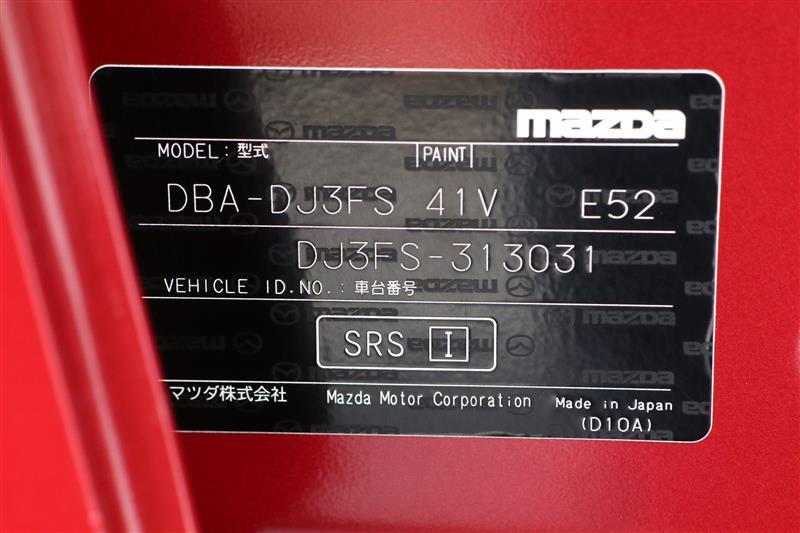 mazda
MODEL: 型式 PAINT
DBA-DJ3FS 41V E52
DJ3FS-313031
VEHICLE ID.NO.: 車台番号
SRS I
マツダ株式会社 Mazda Motor Corporation Made in Japan
(D10A)